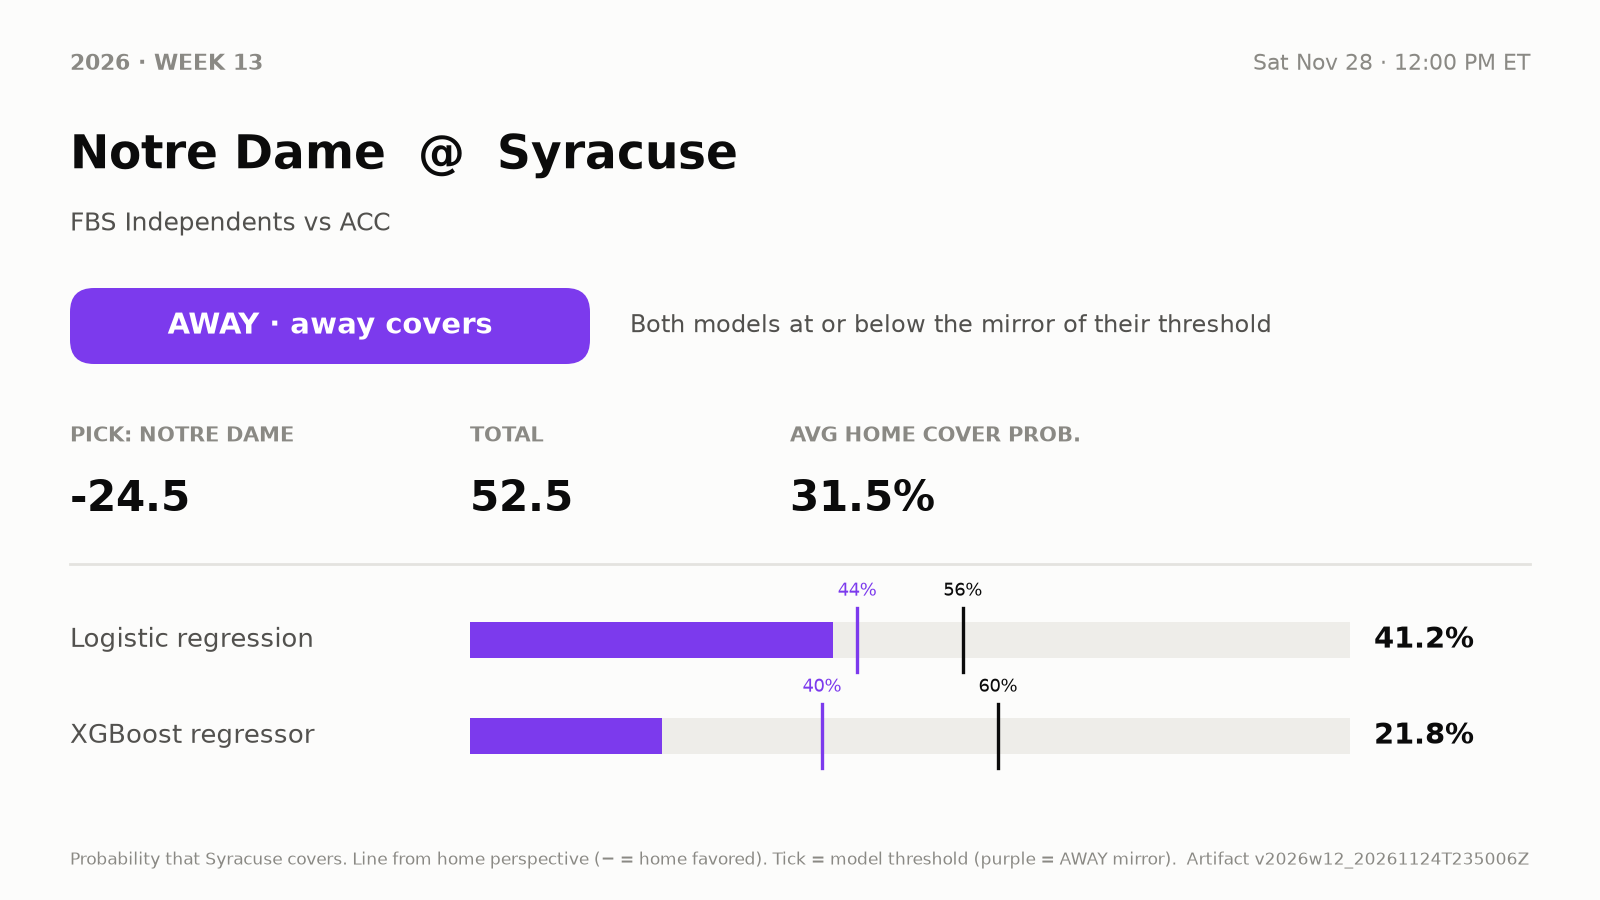 2026 · WEEK 13
Sat Nov 28 · 12:00 PM ET
Notre Dame @ Syracuse
FBS Independents vs ACC
AWAY · away covers
Both models at or below the mirror of their threshold
PICK: NOTRE DAME
TOTAL
AVG HOME COVER PROB.
-24.5
52.5
31.5%
44%
56%
Logistic regression
41.2%
40%
60%
XGBoost regressor
21.8%
Probability that Syracuse covers. Line from home perspective (− = home favored). Tick = model threshold (purple = AWAY mirror). Artifact v2026w12_20261124T235006Z